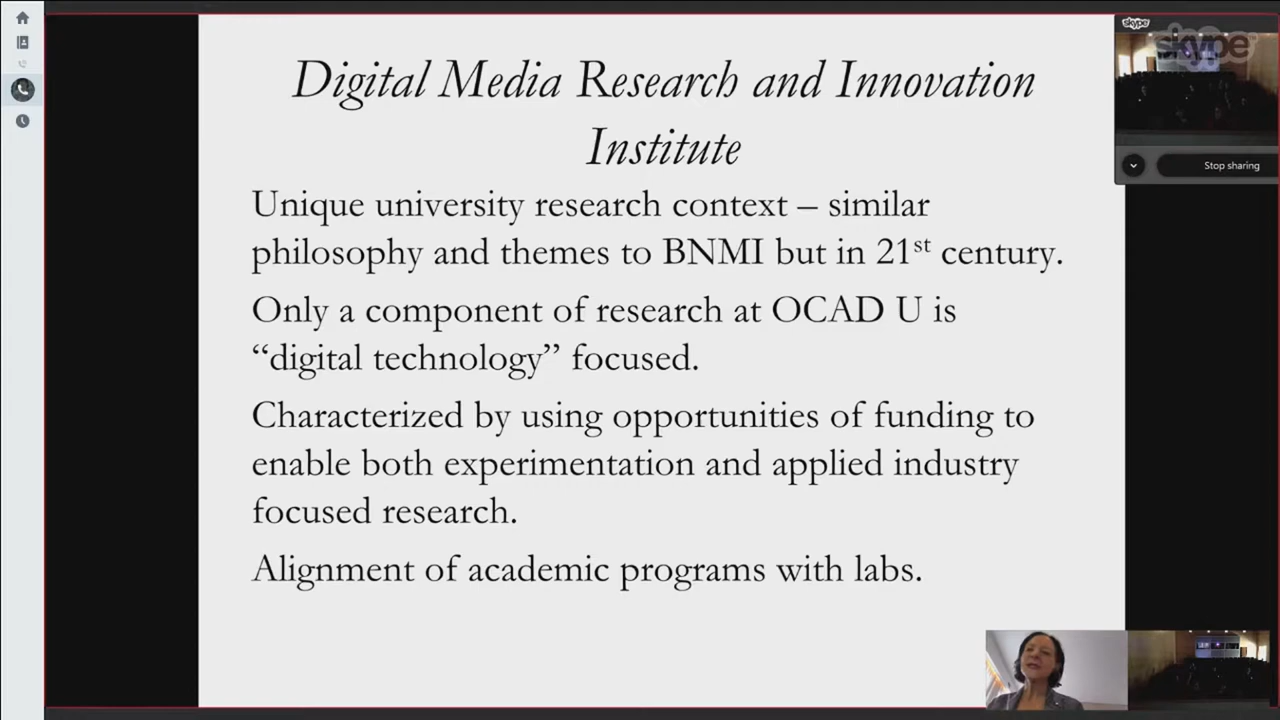 skype
skype
Stop sharing
Digital Media Research and Innovation
Institute
Unique university research context – similar
philosophy and themes to BNMI but in 21st century.
Only a component of research at OCAD U is
“digital technology” focused.
Characterized by using opportunities of funding to
enable both experimentation and applied industry
focused research.
Alignment of academic programs with labs.